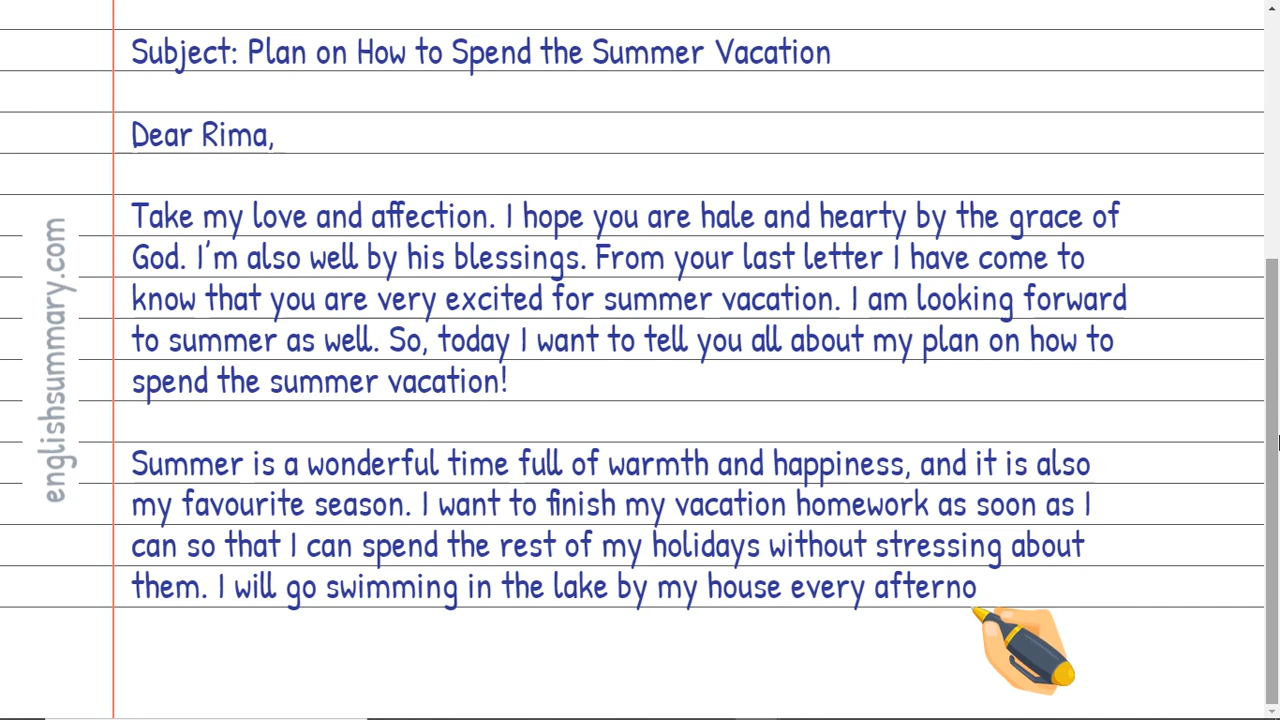 Subject: Plan on How to Spend the Summer Vacation
Dear Rima,
Take my love and affection. I hope you are hale and hearty by the grace of
God. I'm also well by his blessings. From your last letter I have come to
know that you are very excited for summer vacation. I am looking forward
to summer as well. So, today I want to tell you all about my plan on how to
spend the summer vacation!
Summer is a wonderful time full of warmth and happiness, and it is also
my favourite season. I want to finish my vacation homework as soon as I
can so that I can spend the rest of my holidays without stressing about
them. I will go swimming in the lake by my house every afterno
englishsummary.com